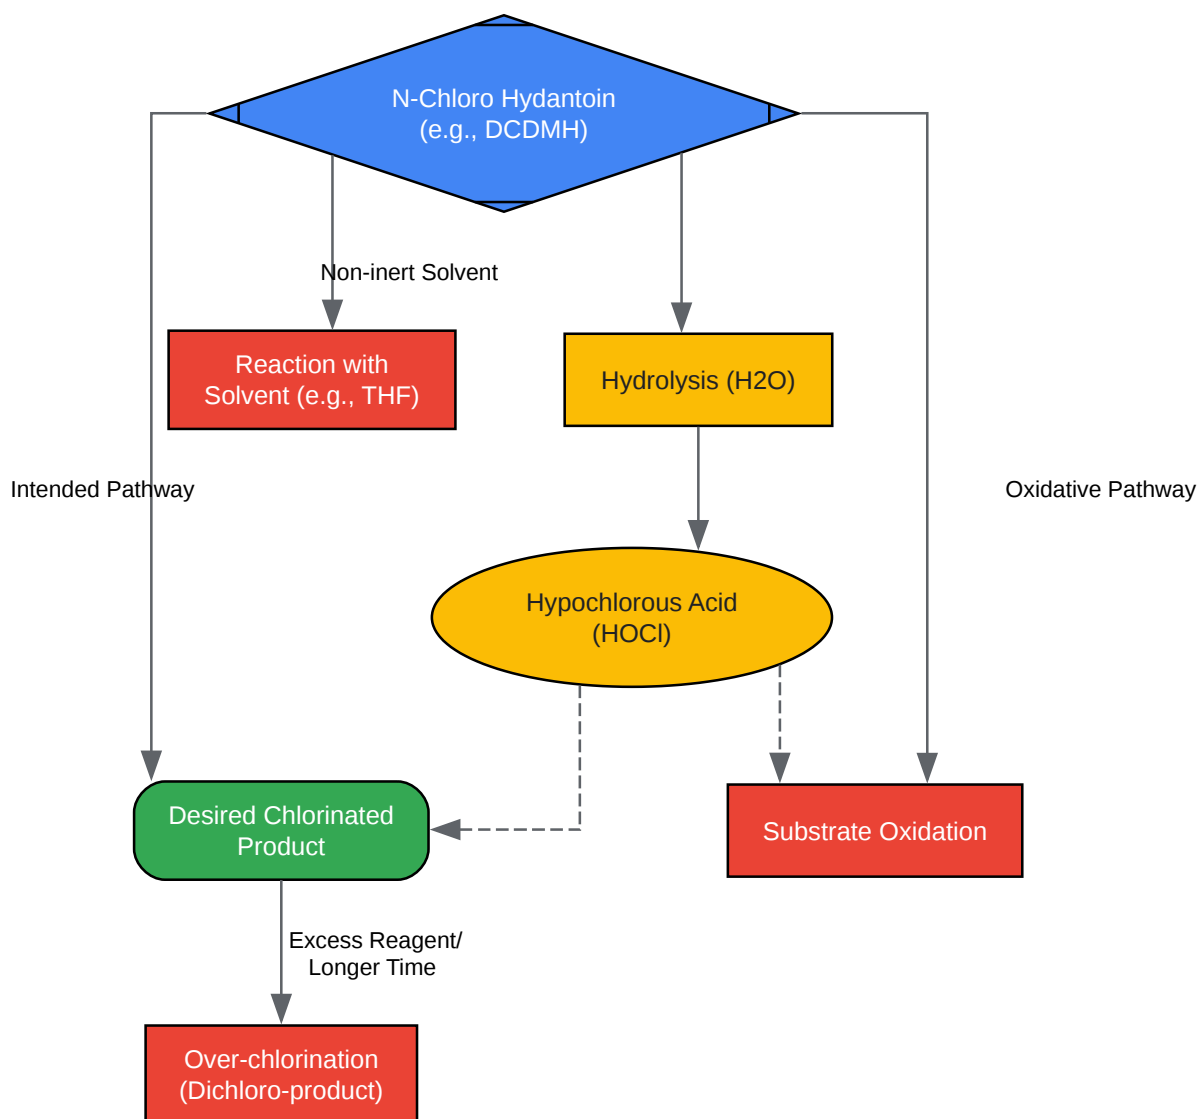 N-Chloro Hydantoin
(e.g., DCDMH)
Non-inert Solvent
Reaction with
Solvent (e.g., THF)
Hydrolysis (H2O)
Intended Pathway
Oxidative Pathway
Hypochlorous Acid
(HOCl)
Desired Chlorinated
Product
Substrate Oxidation
Excess Reagent/
Longer Time
Over-chlorination
(Dichloro-product)